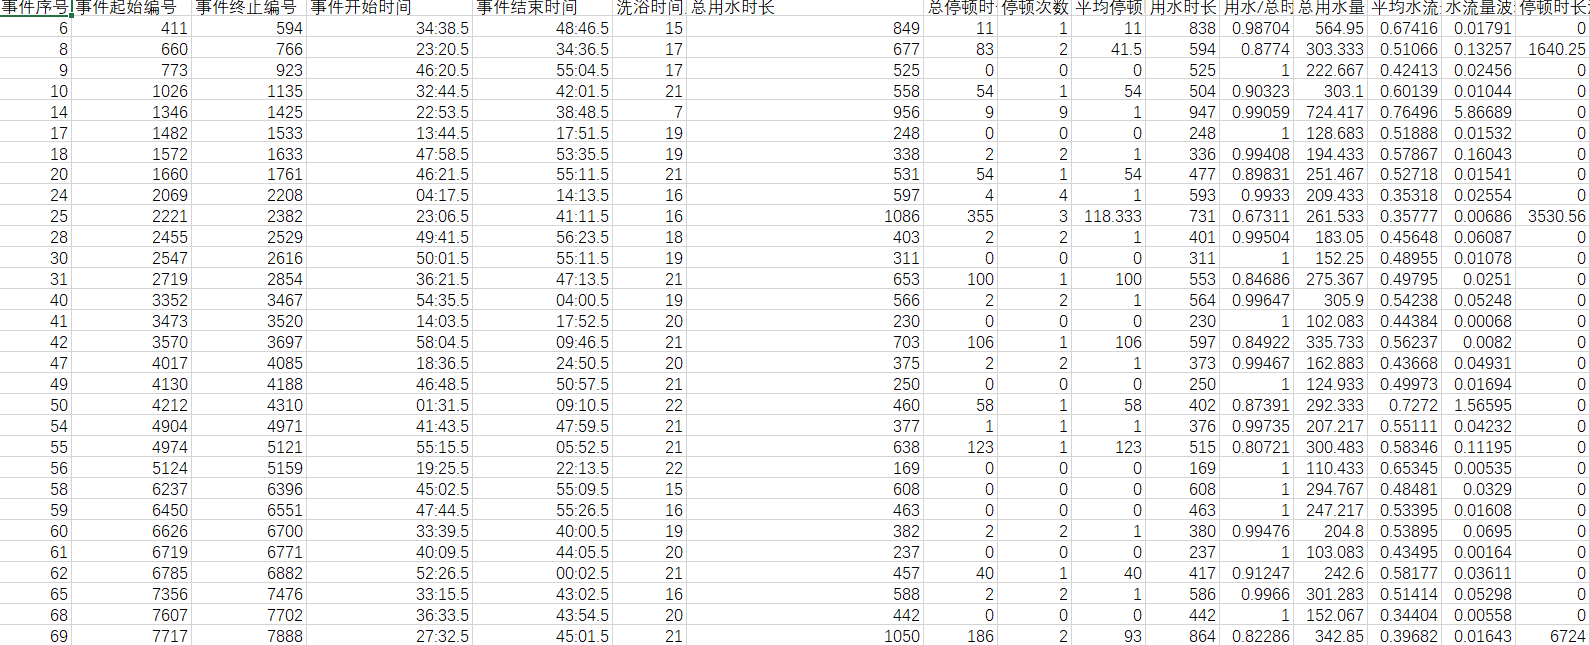 事件序号 事件起始编号 事件终止编号 事件开始时间 事件结束时间 洗浴时间 总用水时长 总停顿时 停顿次数 平均停顿 用水时长 用水/总时 总用水量 平均水流 水流量波 停顿时长
6 411 594 34:38.5 48:46.5 15 849 11 1 11 838 0.98704 564.95 0.67416 0.01791 0
8 660 766 23:20.5 34:36.5 17 677 83 2 41.5 594 0.8774 303.333 0.51066 0.13257 1640.25
9 773 923 46:20.5 55:04.5 17 525 0 0 0 525 1 222.667 0.42413 0.02456 0
10 1026 1135 32:44.5 42:01.5 21 558 54 1 54 504 0.90323 303.1 0.60139 0.01044 0
14 1346 1425 22:53.5 38:48.5 7 956 9 9 1 947 0.99059 724.417 0.76496 5.86689 0
17 1482 1533 13:44.5 17:51.5 19 248 0 0 0 248 1 128.683 0.51888 0.01532 0
18 1572 1633 47:58.5 53:35.5 19 338 2 2 1 336 0.99408 194.433 0.57867 0.16043 0
20 1660 1761 46:21.5 55:11.5 21 531 54 1 54 477 0.89831 251.467 0.52718 0.01541 0
24 2069 2208 04:17.5 14:13.5 16 597 4 4 1 593 0.9933 209.433 0.35318 0.02554 0
25 2221 2382 23:06.5 41:11.5 16 1086 355 3 118.333 731 0.67311 261.533 0.35777 0.00686 3530.56
28 2455 2529 49:41.5 56:23.5 18 403 2 2 1 401 0.99504 183.05 0.45648 0.06087 0
30 2547 2616 50:01.5 55:11.5 19 311 0 0 0 311 1 152.25 0.48955 0.01078 0
31 2719 2854 36:21.5 47:13.5 21 653 100 1 100 553 0.84686 275.367 0.49795 0.0251 0
40 3352 3467 54:35.5 04:00.5 19 566 2 2 1 564 0.99647 305.9 0.54238 0.05248 0
41 3473 3520 14:03.5 17:52.5 20 230 0 0 0 230 1 102.083 0.44384 0.00068 0
42 3570 3697 58:04.5 09:46.5 21 703 106 1 106 597 0.84922 335.733 0.56237 0.0082 0
47 4017 4085 18:36.5 24:50.5 20 375 2 2 1 373 0.99467 162.883 0.43668 0.04931 0
49 4130 4188 46:48.5 50:57.5 21 250 0 0 0 250 1 124.933 0.49973 0.01694 0
50 4212 4310 01:31.5 09:10.5 22 460 58 1 58 402 0.87391 292.333 0.7272 1.56595 0
54 4904 4971 41:43.5 47:59.5 21 377 1 1 1 376 0.99735 207.217 0.55111 0.04232 0
55 4974 5121 55:15.5 05:52.5 21 638 123 1 123 515 0.80721 300.483 0.58346 0.11195 0
56 5124 5159 19:25.5 22:13.5 22 169 0 0 0 169 1 110.433 0.65345 0.00535 0
58 6237 6396 45:02.5 55:09.5 15 608 0 0 0 608 1 294.767 0.48481 0.0329 0
59 6450 6551 47:44.5 55:26.5 16 463 0 0 0 463 1 247.217 0.53395 0.01608 0
60 6626 6700 33:39.5 40:00.5 19 382 2 2 1 380 0.99476 204.8 0.53895 0.0695 0
61 6719 6771 40:09.5 44:05.5 20 237 0 0 0 237 1 103.083 0.43495 0.00164 0
62 6785 6882 52:26.5 00:02.5 21 457 40 1 40 417 0.91247 242.6 0.58177 0.03611 0
65 7356 7476 33:15.5 43:02.5 16 588 2 2 1 586 0.9966 301.283 0.51414 0.05298 0
68 7607 7702 36:33.5 43:54.5 20 442 0 0 0 442 1 152.067 0.34404 0.00558 0
69 7717 7888 27:32.5 45:01.5 21 1050 186 2 93 864 0.82286 342.85 0.39682 0.01643 6724